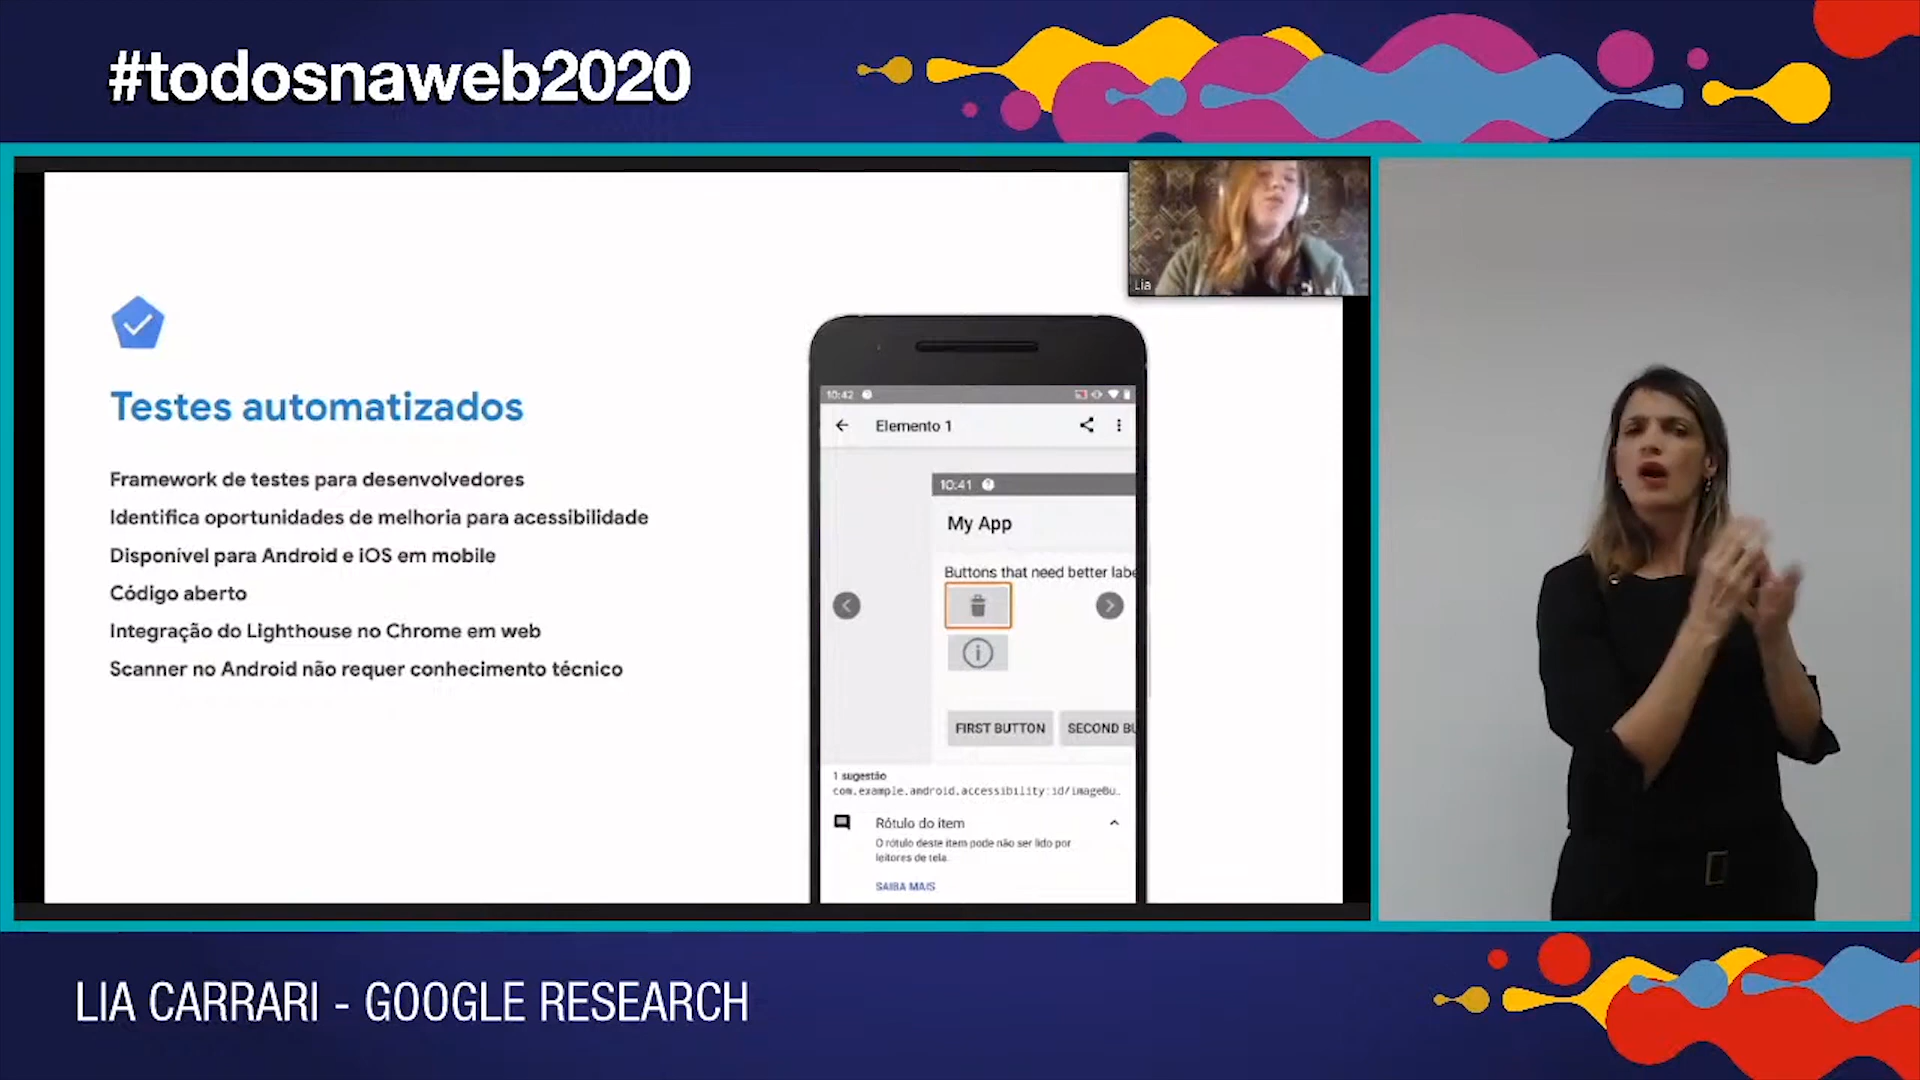 #todosnaweb2020
Lia
Testes automatizados
Framework de testes para desenvolvedores
Identifica oportunidades de melhoria para acessibilidade
Disponível para Android e iOS em mobile
Código aberto
Integração do Lighthouse no Chrome em web
Scanner no Android não requer conhecimento técnico
10:42
Elemento 1
10:41
My App
Buttons that need better labe
FIRST BUTTON
SECOND BU
1 sugestão
com.example.android.accessibility:id/imageBu…
Rótulo do item
O rótulo deste item pode não ser lido por
leitores de tela.
SAIBA MAIS
LIA CARRARI - GOOGLE RESEARCH